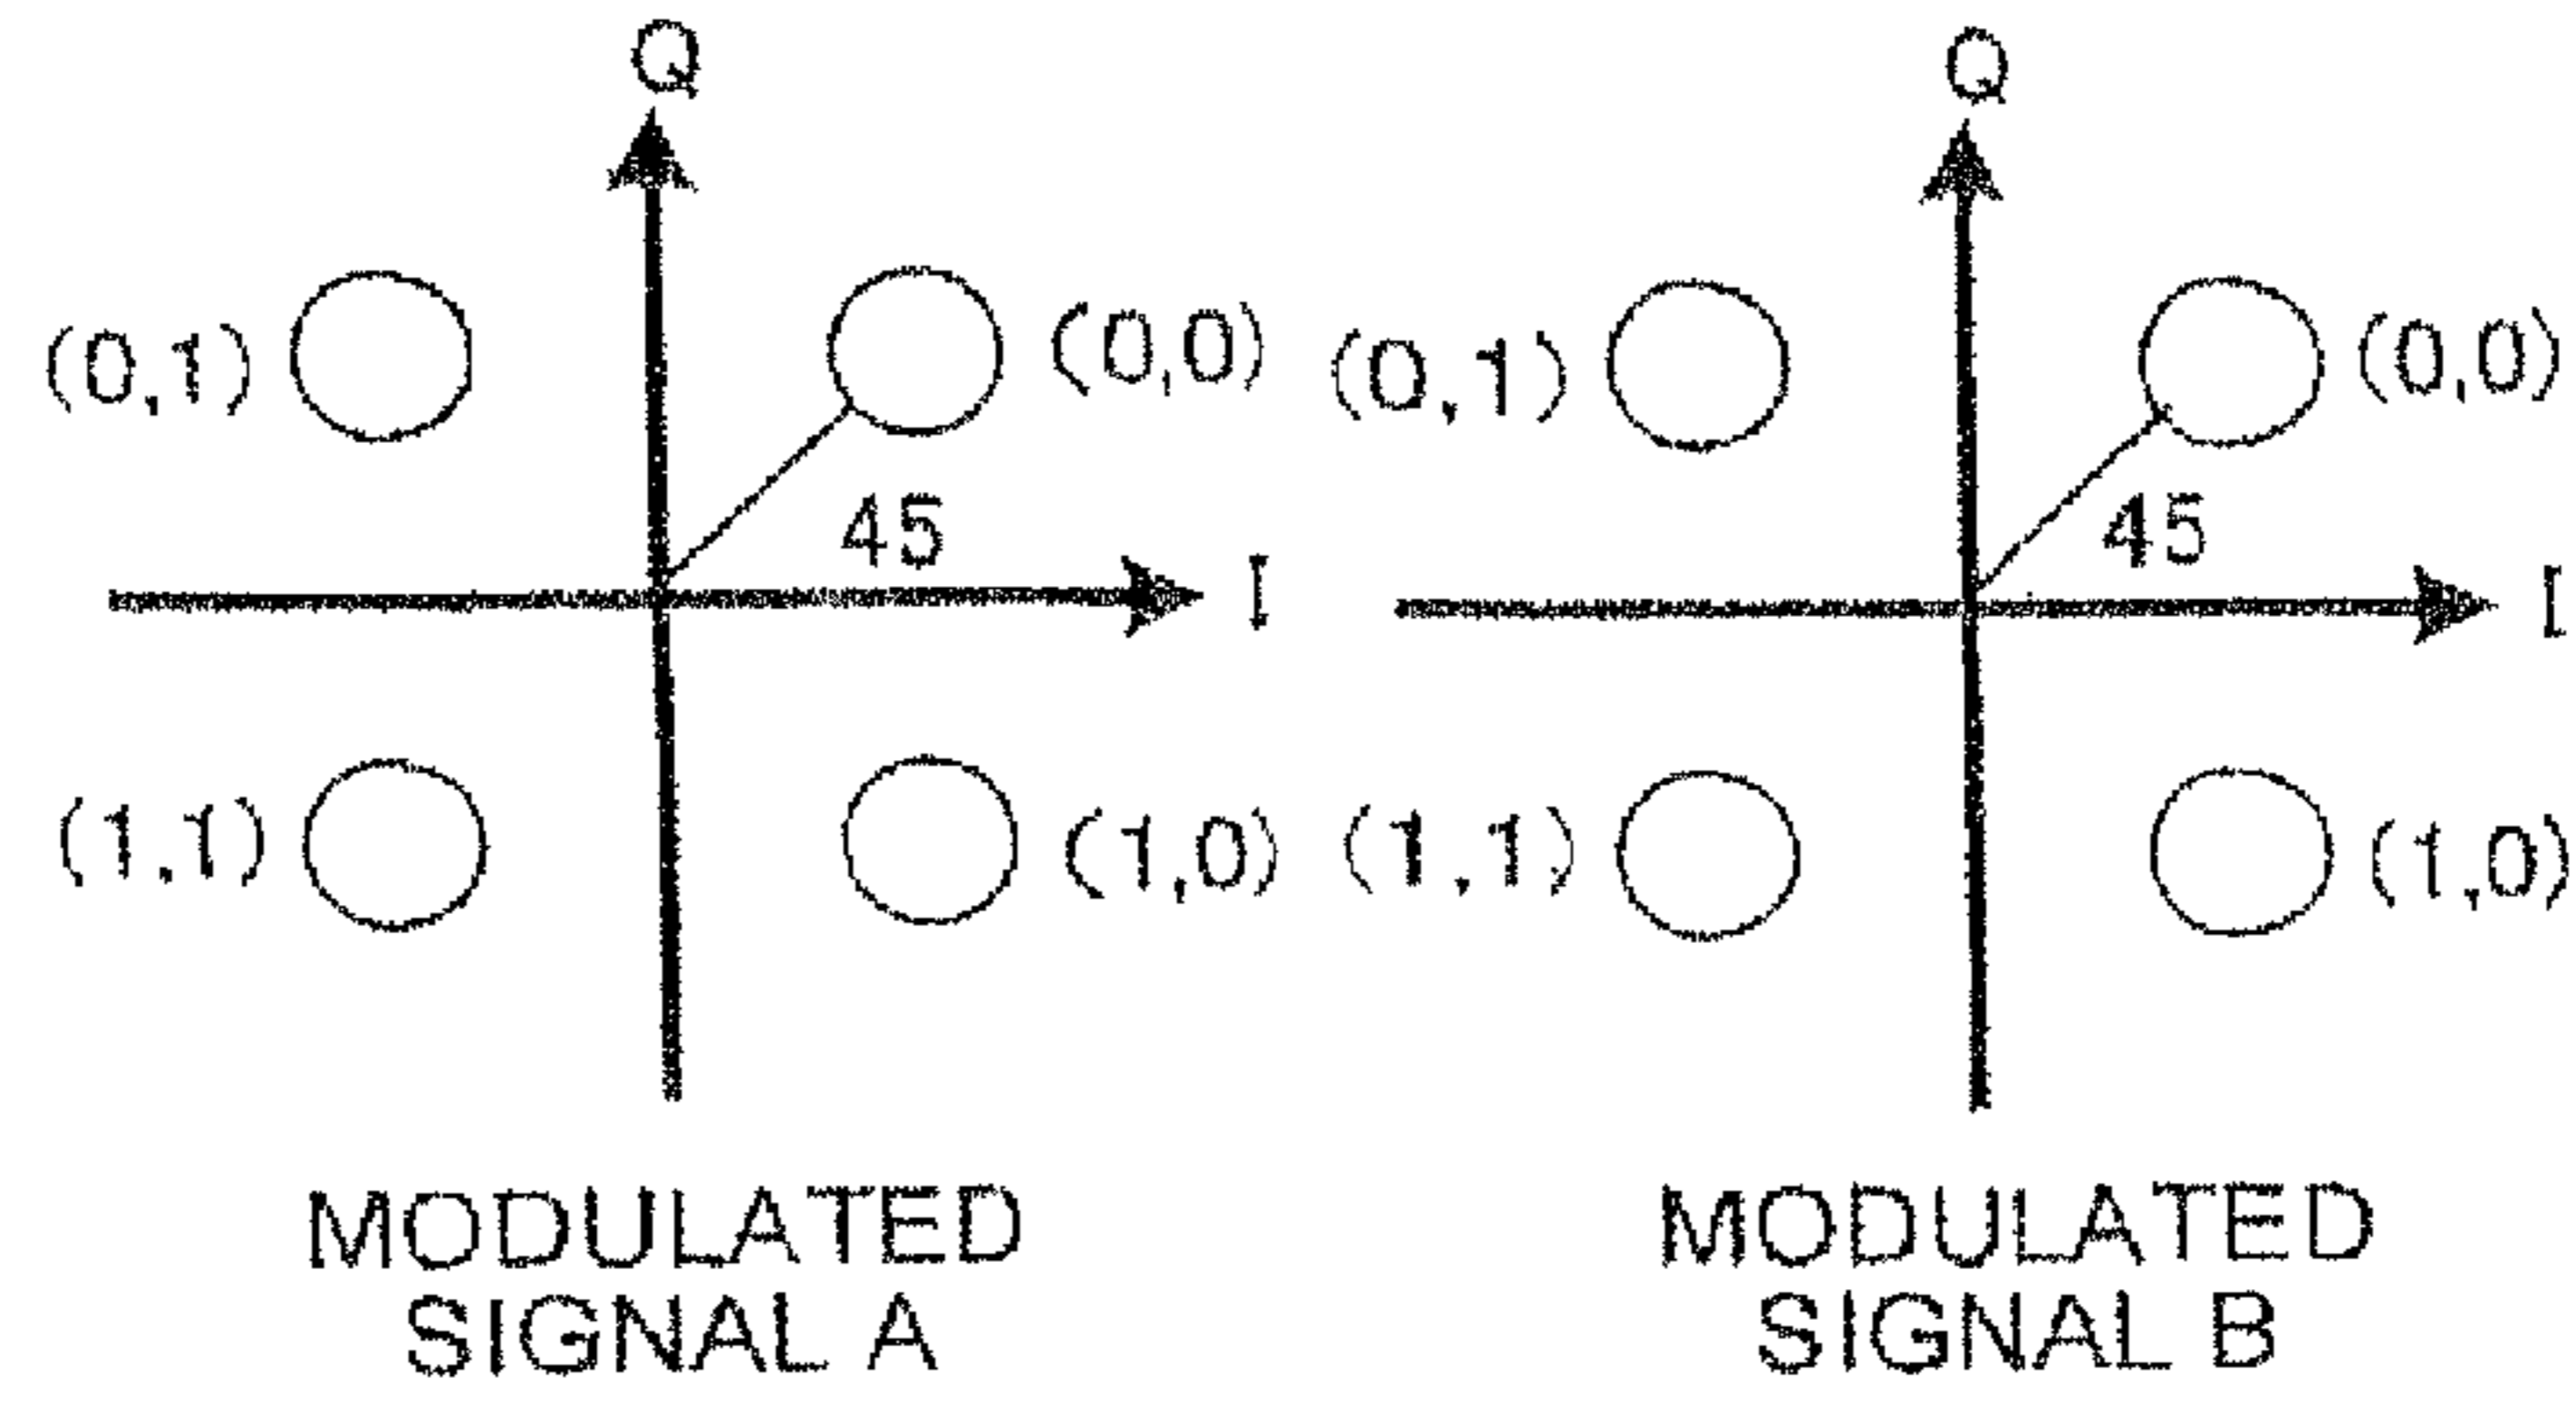 Q Q
(0,1) (0,0) (0,1) (0,0)
45 45
I I
(1,1) (1,0) (1,1) (1,0)
MODULATED MODULATED
SIGNAL A SIGNAL B